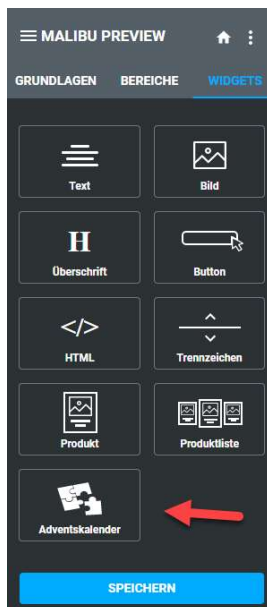 MALIBU PREVIEW
GRUNDLAGEN BEREICHE WIDGETS
Text Bild
H
Überschrift Button
</>
HTML Trennzeichen
Produkt Produktliste
Adventskalender
SPEICHERN